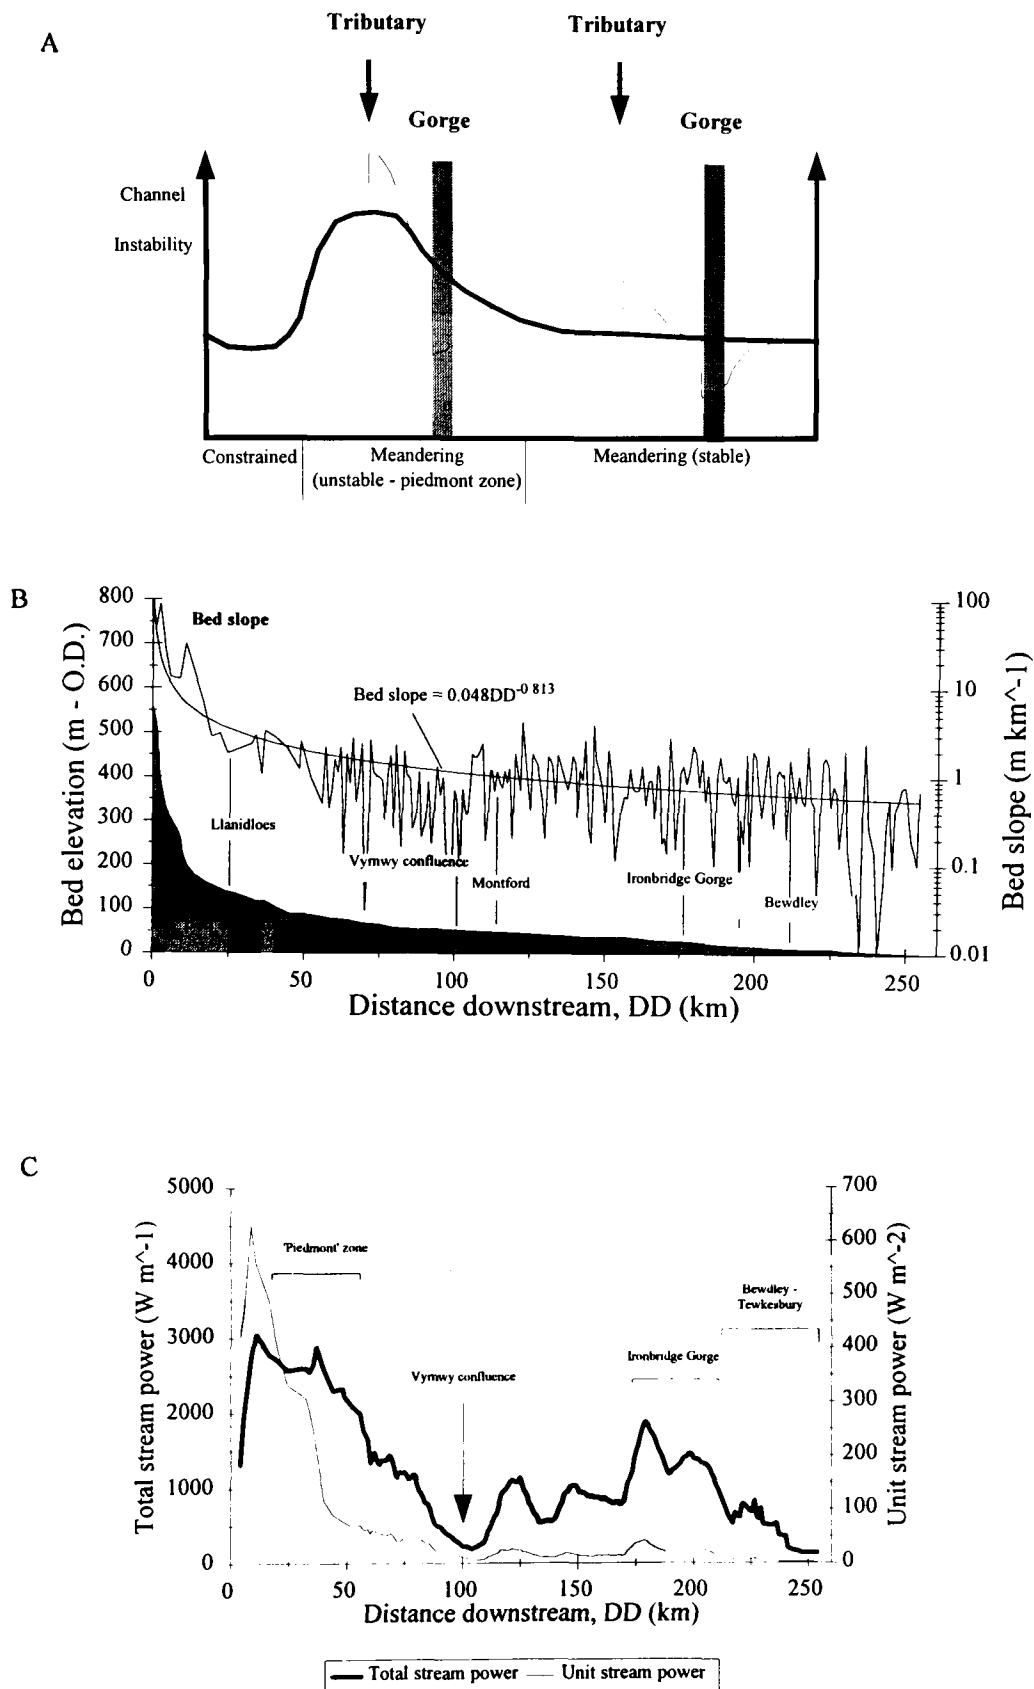 A
Tributary
Tributary
Gorge
Gorge
Channel
Instability
Constrained
Meandering
(unstable - piedmont zone)
Meandering (stable)
B
Bed elevation (m - O.D.)
800
700
600
500
400
300
200
100
0
Bed slope
Bed slope = 0.048DD^-0.813
Llanidloes
Vyrnwy confluence
Montford
Ironbridge Gorge
Bewdley
100
10
1
0.1
0.01
Bed slope (m km^-1)
0 50 100 150 200 250
Distance downstream, DD (km)
C
Total stream power (W m^-1)
5000
4000
3000
2000
1000
0
'Piedmont' zone
Vyrnwy confluence
Ironbridge Gorge
Bewdley -
Tewkesbury
700
600
500
400
300
200
100
0
Unit stream power (W m^-2)
0 50 100 150 200 250
Distance downstream, DD (km)
Total stream power
Unit stream power